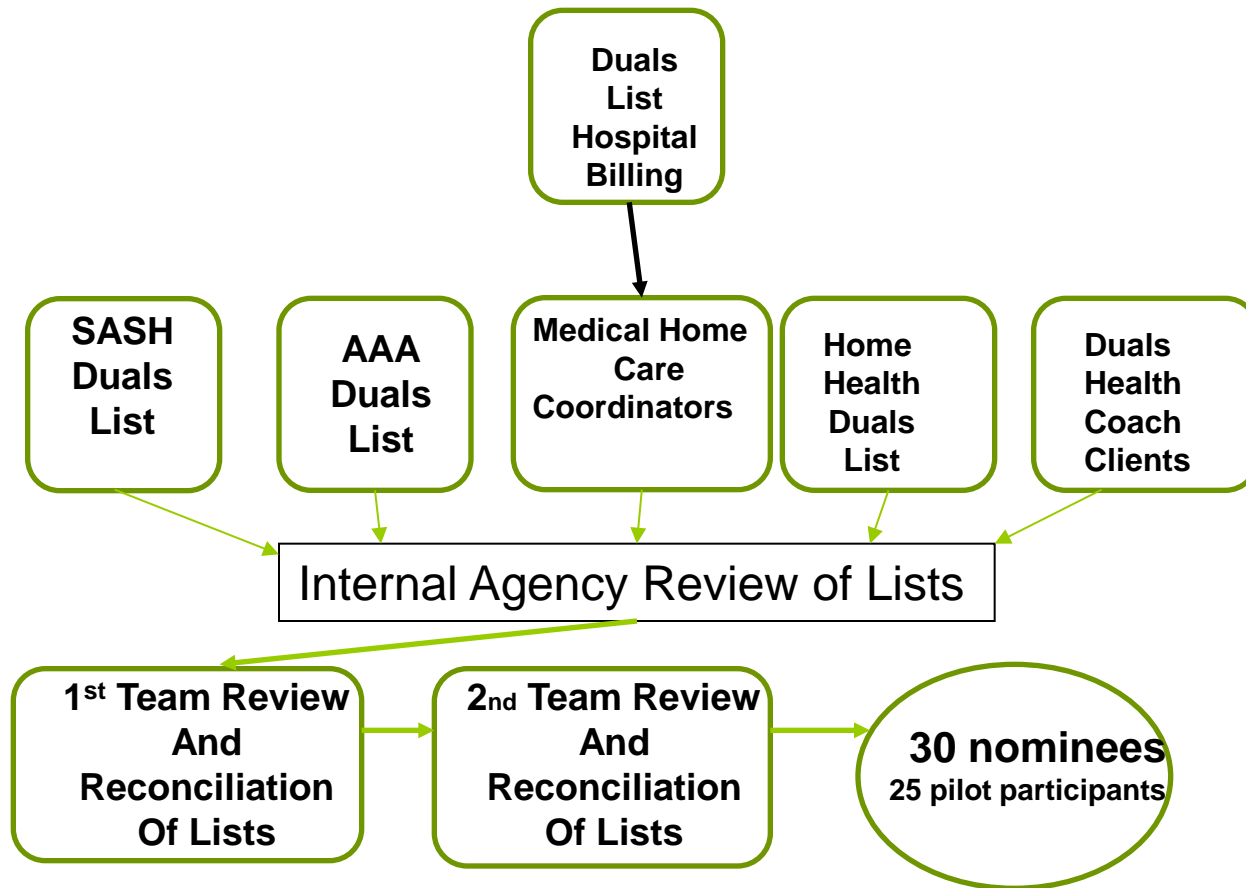 Duals
List
Hospital
Billing
SASH
Duals
List
AAA
Duals
List
Medical Home
Care
Coordinators
Home
Health
Duals
List
Duals
Health
Coach
Clients
Internal Agency Review of Lists
1st Team Review
And
Reconciliation
Of Lists
2nd Team Review
And
Reconciliation
Of Lists
30 nominees
25 pilot participants